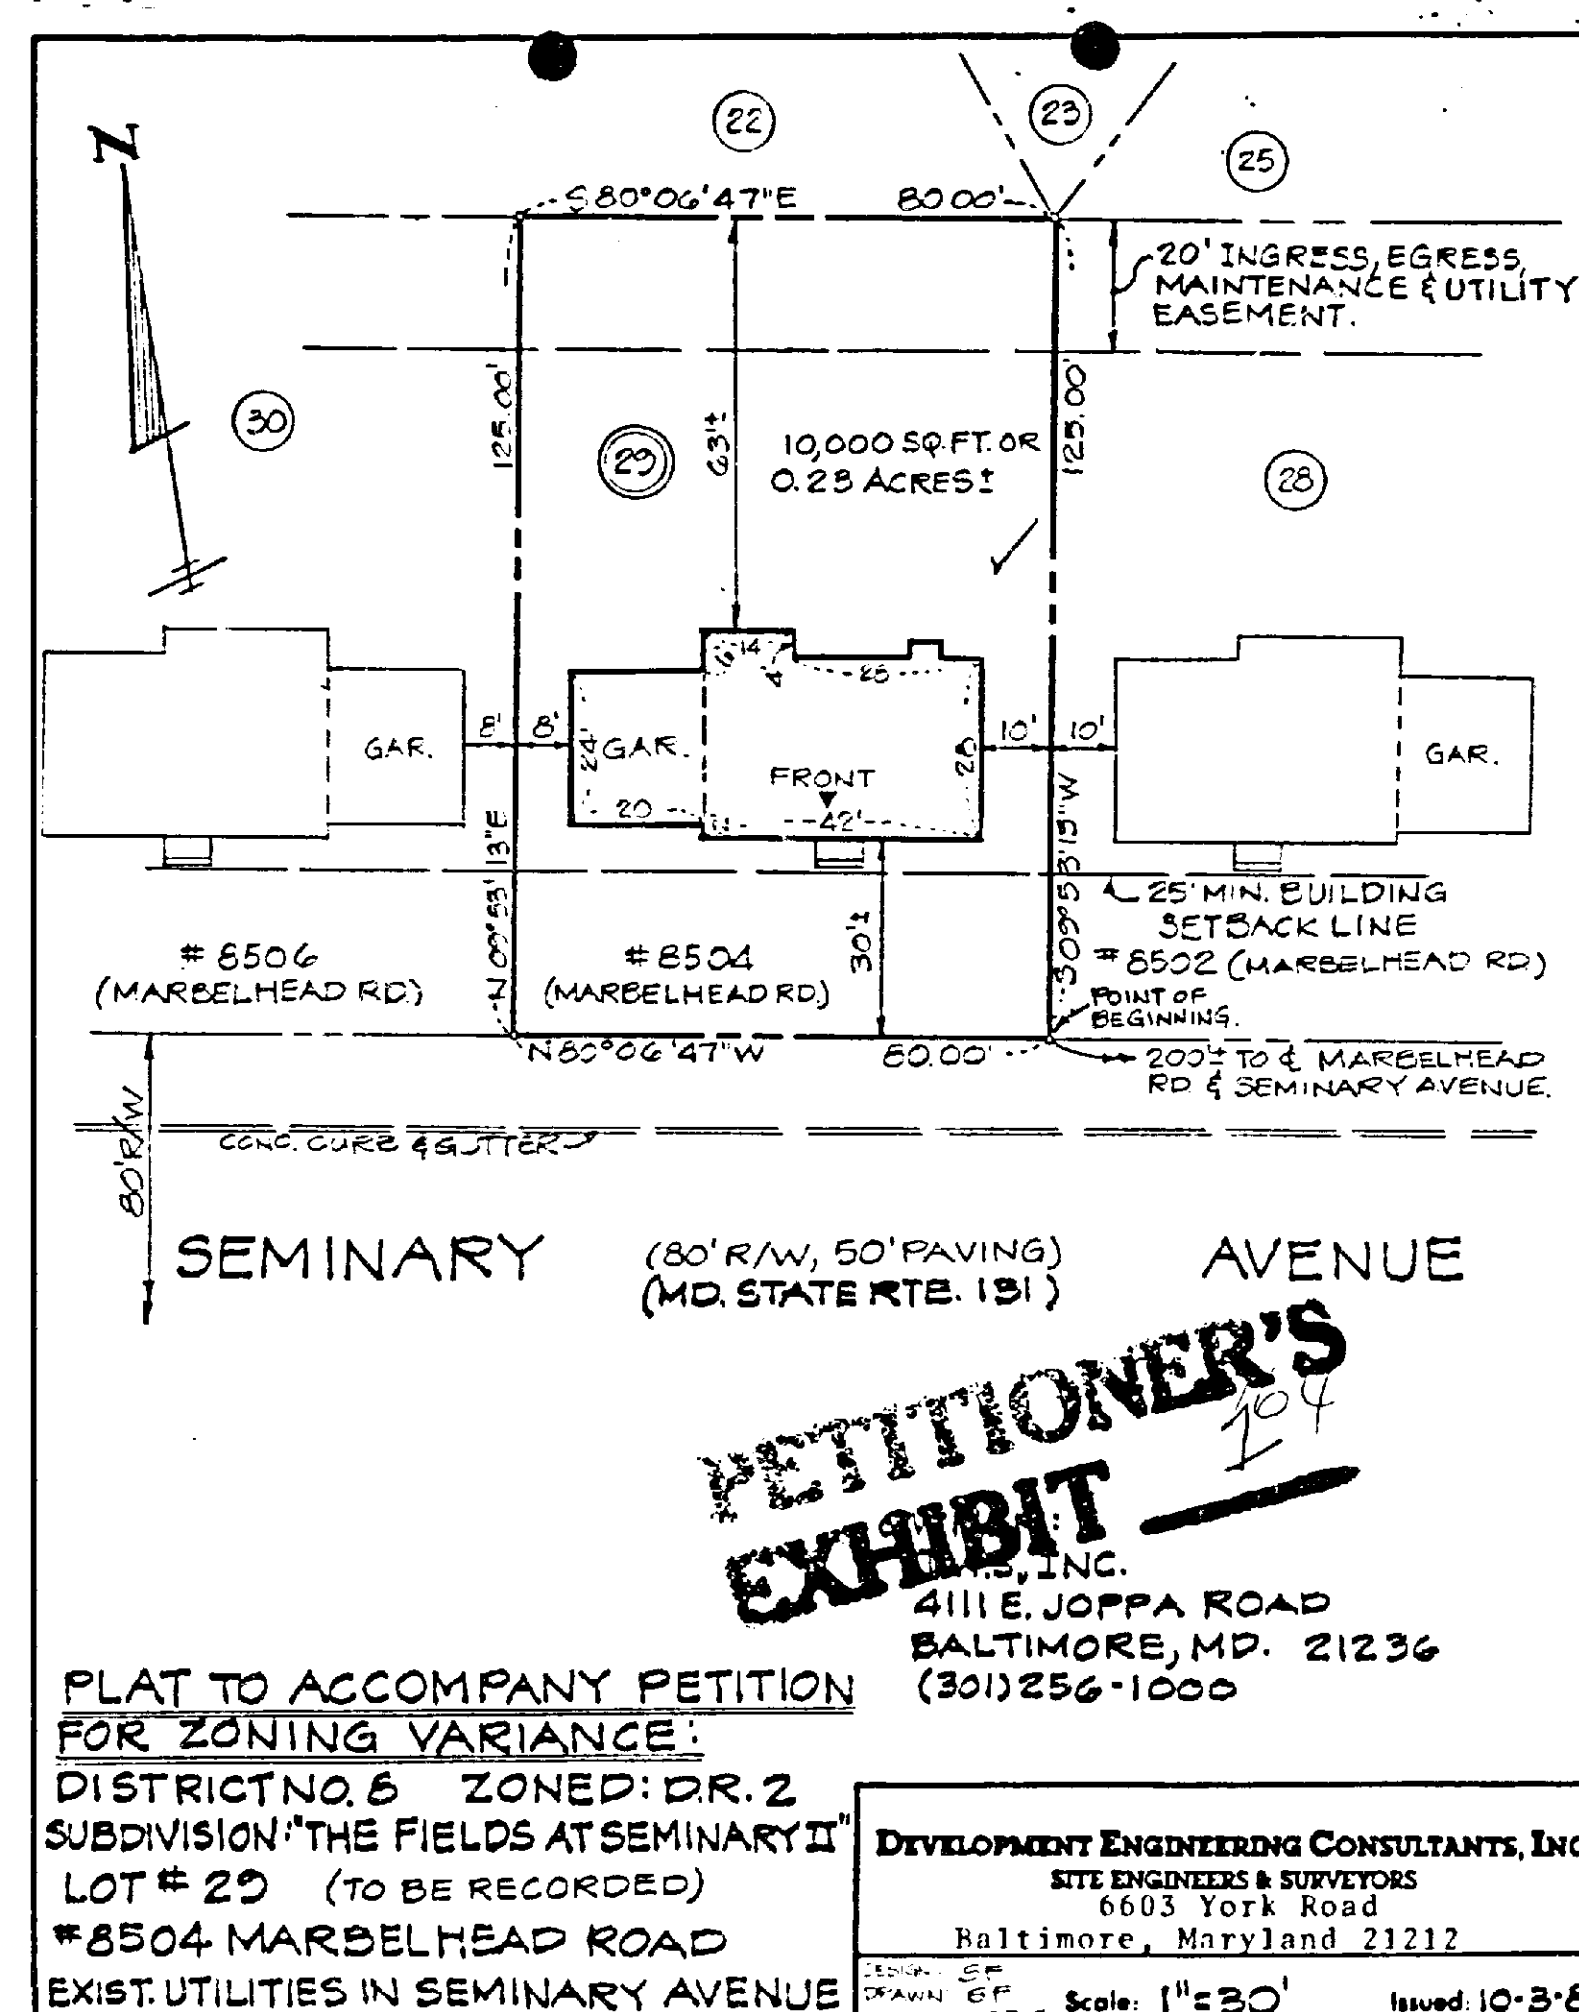 N
22
23
25
S80°06'47"E 80.00'
20' INGRESS, EGRESS,
MAINTENANCE & UTILITY
EASEMENT.
30
125.00'
29
63'±
10,000 SQ.FT. OR
0.23 ACRES±
125.00'
28
GAR.
8'
8'
GAR.
24'
20
6
14
4
28
FRONT
42'
10'
10'
GAR.
N09°53'13"E
S09°53'13"W
25' MIN. BUILDING
SETBACK LINE
#8506
(MARBELHEAD RD.)
#8504
(MARBELHEAD RD.)
30'±
#8502 (MARBELHEAD RD.)
POINT OF
BEGINNING.
N80°06'47"W 80.00'
200'± TO ℄ MARBELHEAD
RD. & SEMINARY AVENUE.
80' R/W
CONC. CURB & GUTTER
SEMINARY (80' R/W, 50' PAVING) AVENUE
(MD. STATE RTE. 131)
PETITIONER'S
EXHIBIT
INC.
4111 E. JOPPA ROAD
BALTIMORE, MD. 21236
(301) 256-1000
PLAT TO ACCOMPANY PETITION
FOR ZONING VARIANCE:
DISTRICT NO. 8 ZONED: D.R. 2
SUBDIVISION: "THE FIELDS AT SEMINARY II"
LOT # 29 (TO BE RECORDED)
#8504 MARBELHEAD ROAD
EXIST. UTILITIES IN SEMINARY AVENUE
DEVELOPMENT ENGINEERING CONSULTANTS, INC
SITE ENGINEERS & SURVEYORS
6603 York Road
Baltimore, Maryland 21212
DESIGN: SF
DRAWN: GF
Scale: 1"=30' Issued: 10-3-8